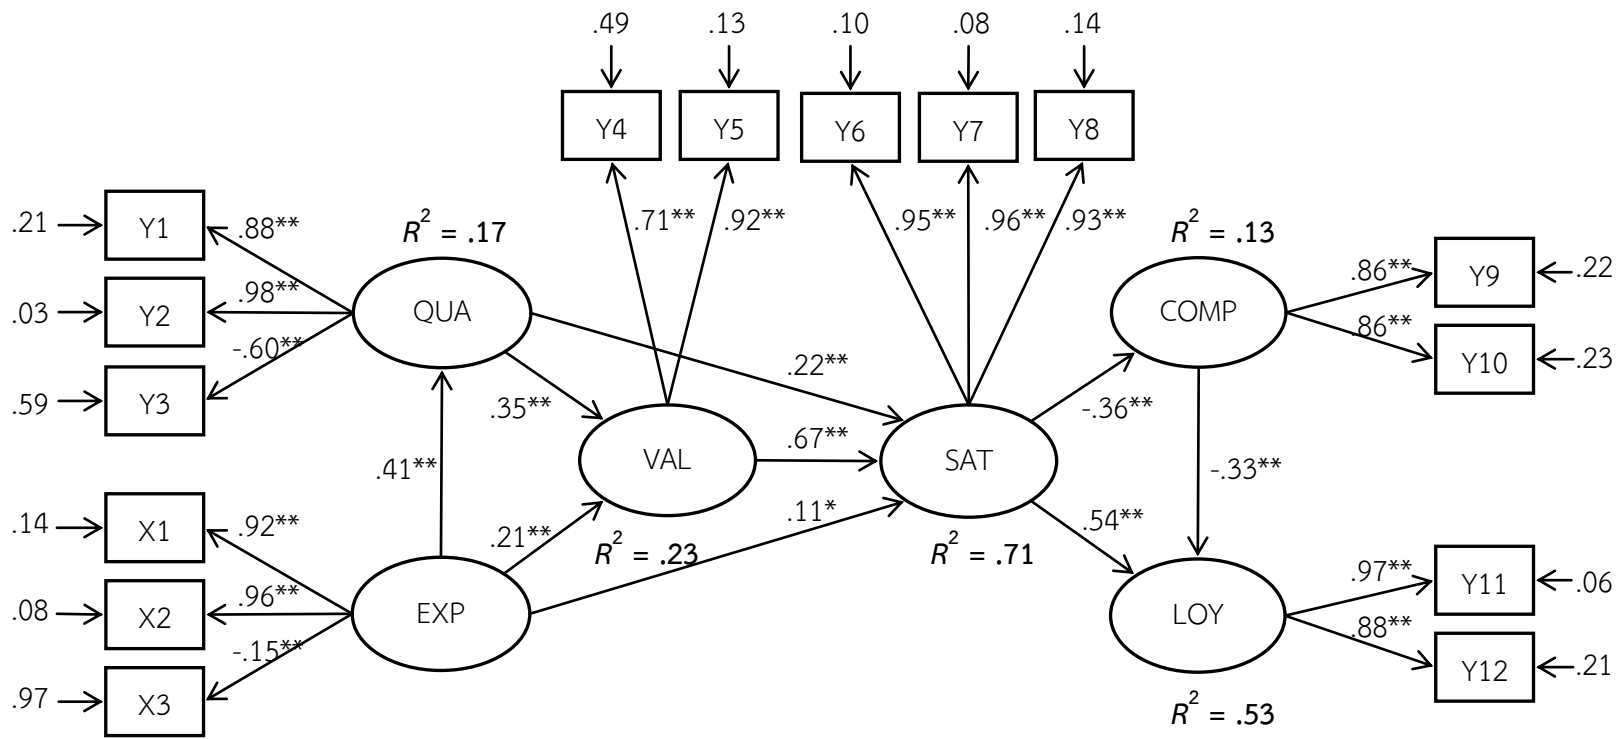 .49 .13 .10 .08 .14
Y4 Y5 Y6 Y7 Y8
.71** .92** .95** .96** .93**
.21 Y1 .88**
.03 Y2 .98**
.59 Y3 -.60**
R² = .17
QUA
.22**
.35**
.41**
VAL
R² = .23
.67**
.21**
.11*
.14 X1 .92**
.08 X2 .96**
.97 X3 -.15**
EXP
SAT
R² = .71
-.36**
.54**
R² = .13
COMP
.86** Y9 .22
.86** Y10 .23
-.33**
LOY
R² = .53
.97** Y11 .06
.88** Y12 .21